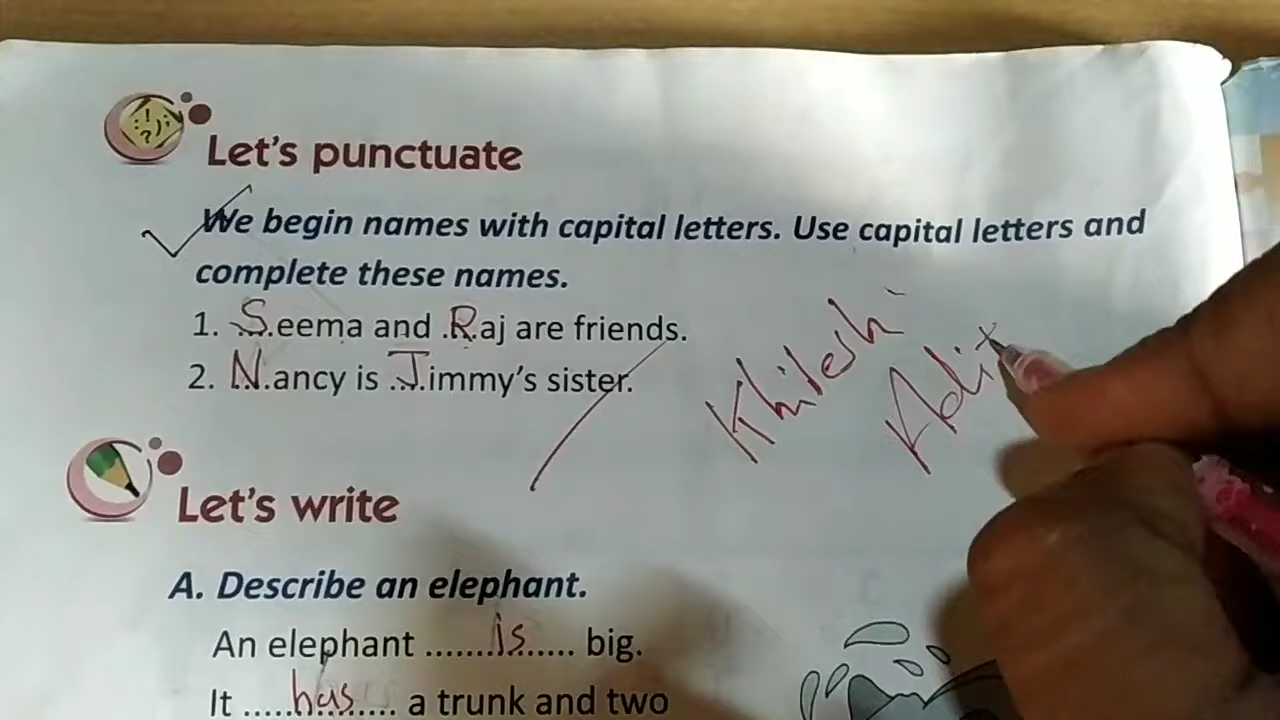 Let's punctuate
We begin names with capital letters. Use capital letters and
complete these names.
1. S.eema and .R.aj are friends.
2. N.ancy is .J.immy's sister.
Khilesh
Adit
Let's write
A. Describe an elephant.
An elephant .......is...... big.
It .....has..... a trunk and two